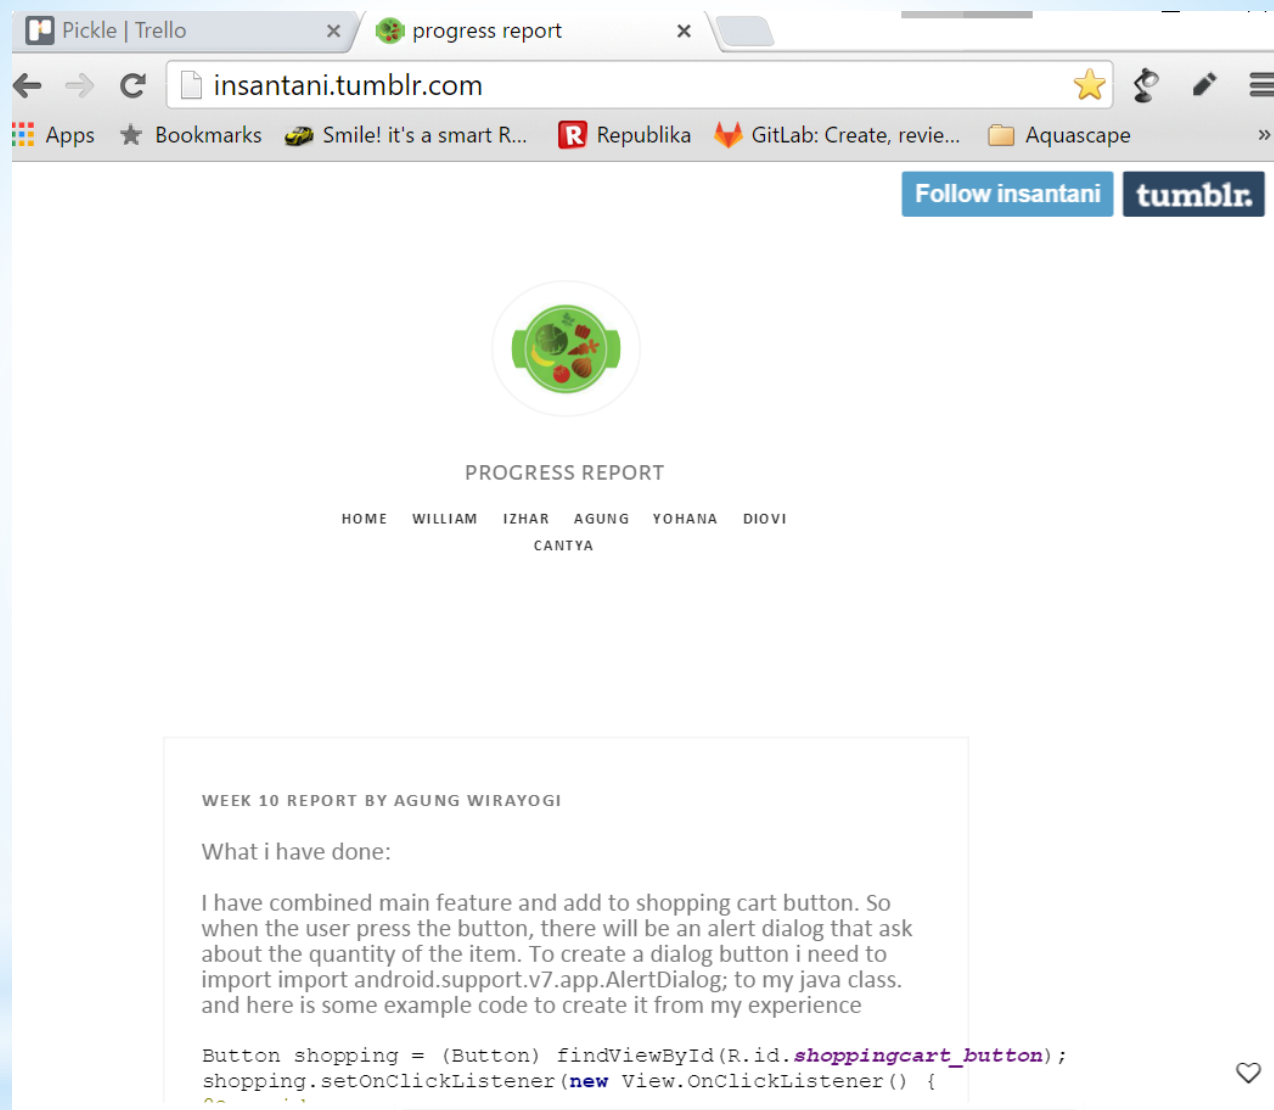 Pickle | Trello
progress report
insantani.tumblr.com
Apps Bookmarks Smile! it's a smart R... Republika GitLab: Create, revie... Aquascape »
Follow insantani tumblr.
PROGRESS REPORT
HOME WILLIAM IZHAR AGUNG YOHANA DIOVI
CANTYA
WEEK 10 REPORT BY AGUNG WIRAYOGI
What i have done:
I have combined main feature and add to shopping cart button. So
when the user press the button, there will be an alert dialog that ask
about the quantity of the item. To create a dialog button i need to
import import android.support.v7.app.AlertDialog; to my java class.
and here is some example code to create it from my experience
Button shopping = (Button) findViewById(R.id.shoppingcart_button);
shopping.setOnClickListener(new View.OnClickListener() {